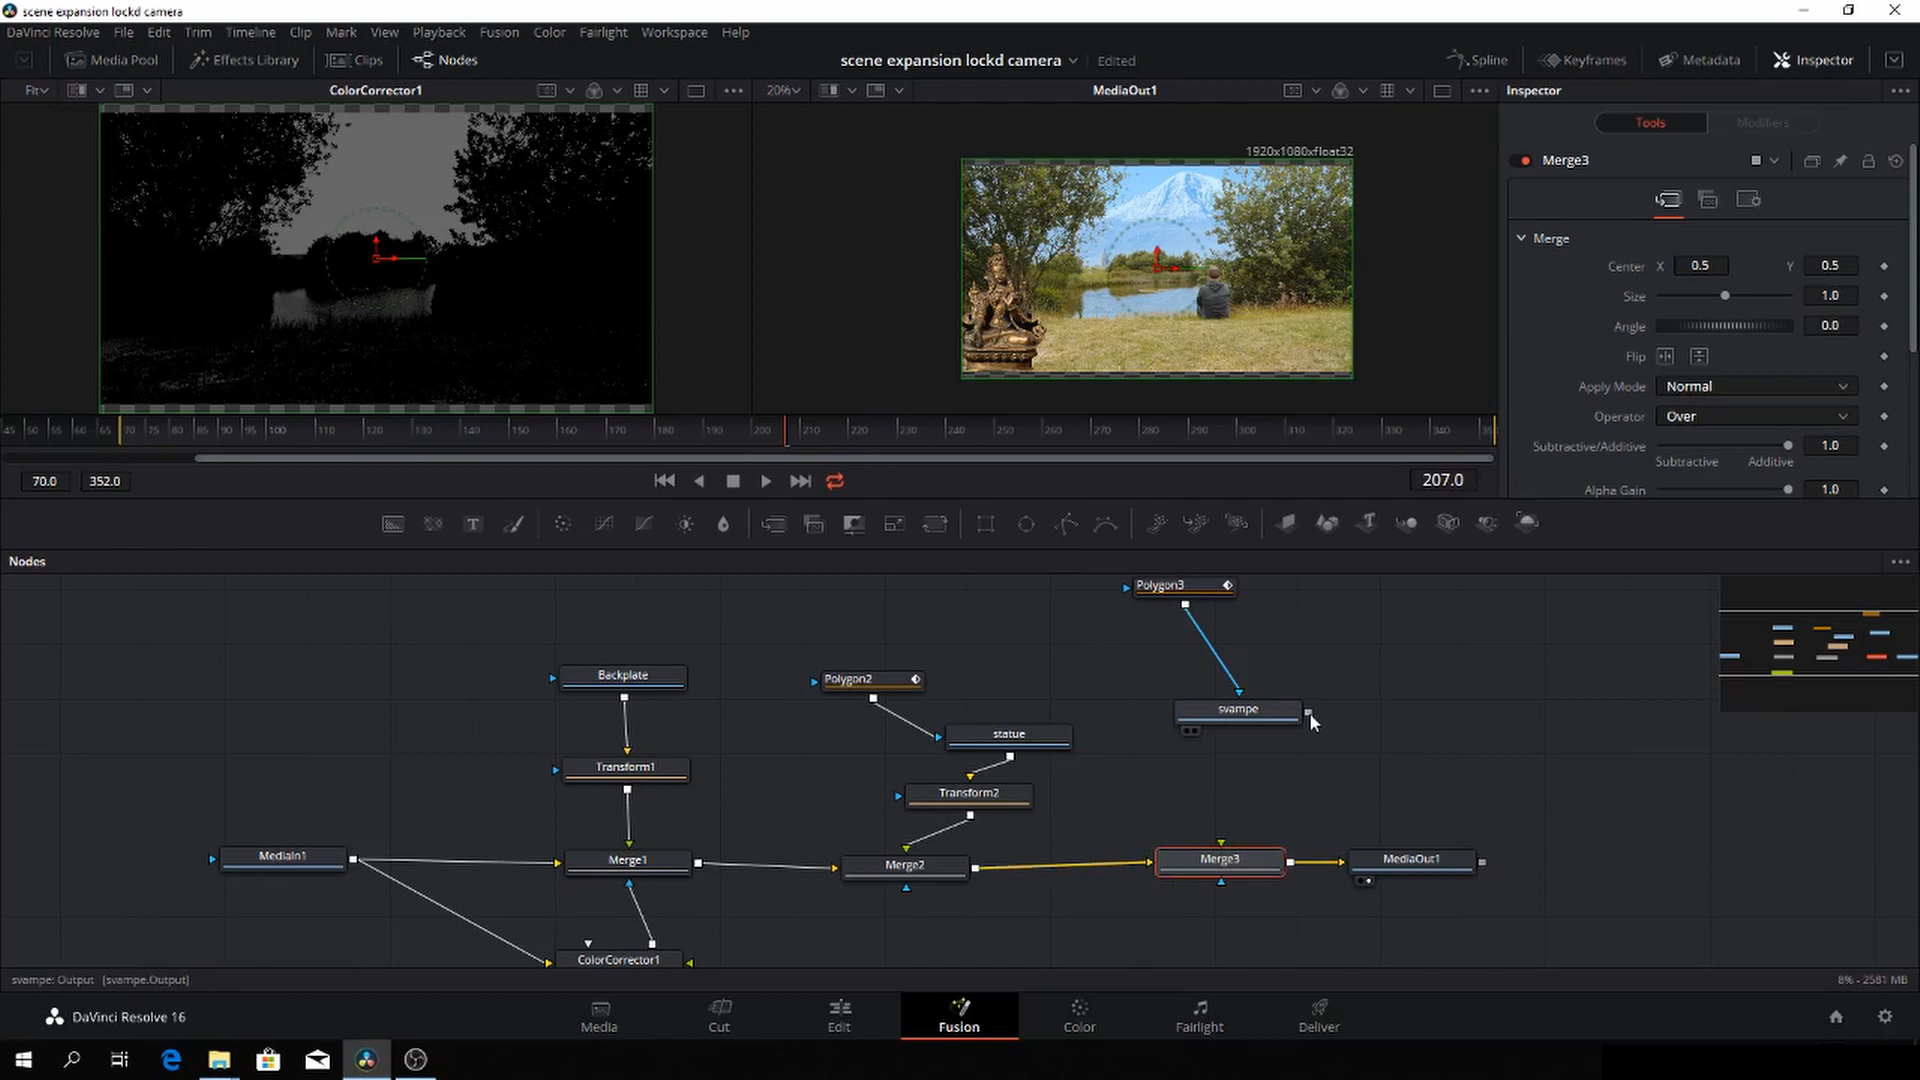 scene expansion lockd camera
DaVinci Resolve File Edit Trim Timeline Clip Mark View Playback Fusion Color Fairlight Workspace Help
Media Pool Effects Library Clips Nodes scene expansion lockd camera Edited Spline Keyframes Metadata Inspector
Fit ColorCorrector1 20% MediaOut1 Inspector
Tools Modifiers
1920x1080xfloat32
Merge3
Merge
Center X 0.5 Y 0.5
Size 1.0
Angle 0.0
Flip
Apply Mode Normal
Operator Over
Subtractive/Additive 1.0
Subtractive Additive
Alpha Gain 1.0
45 50 55 60 65 70 75 80 85 90 95 100 110 120 130 140 150 160 170 180 190 200 210 220 230 240 250 260 270 280 290 300 310 320 330 340
70.0 352.0 207.0
Nodes
Polygon3
Backplate
Polygon2
svampe
statue
Transform1
Transform2
MediaIn1
Merge1
Merge2
Merge3
MediaOut1
ColorCorrector1
svampe: Output [svampe.Output] 8% - 2581 MB
DaVinci Resolve 16
Media Cut Edit Fusion Color Fairlight Deliver